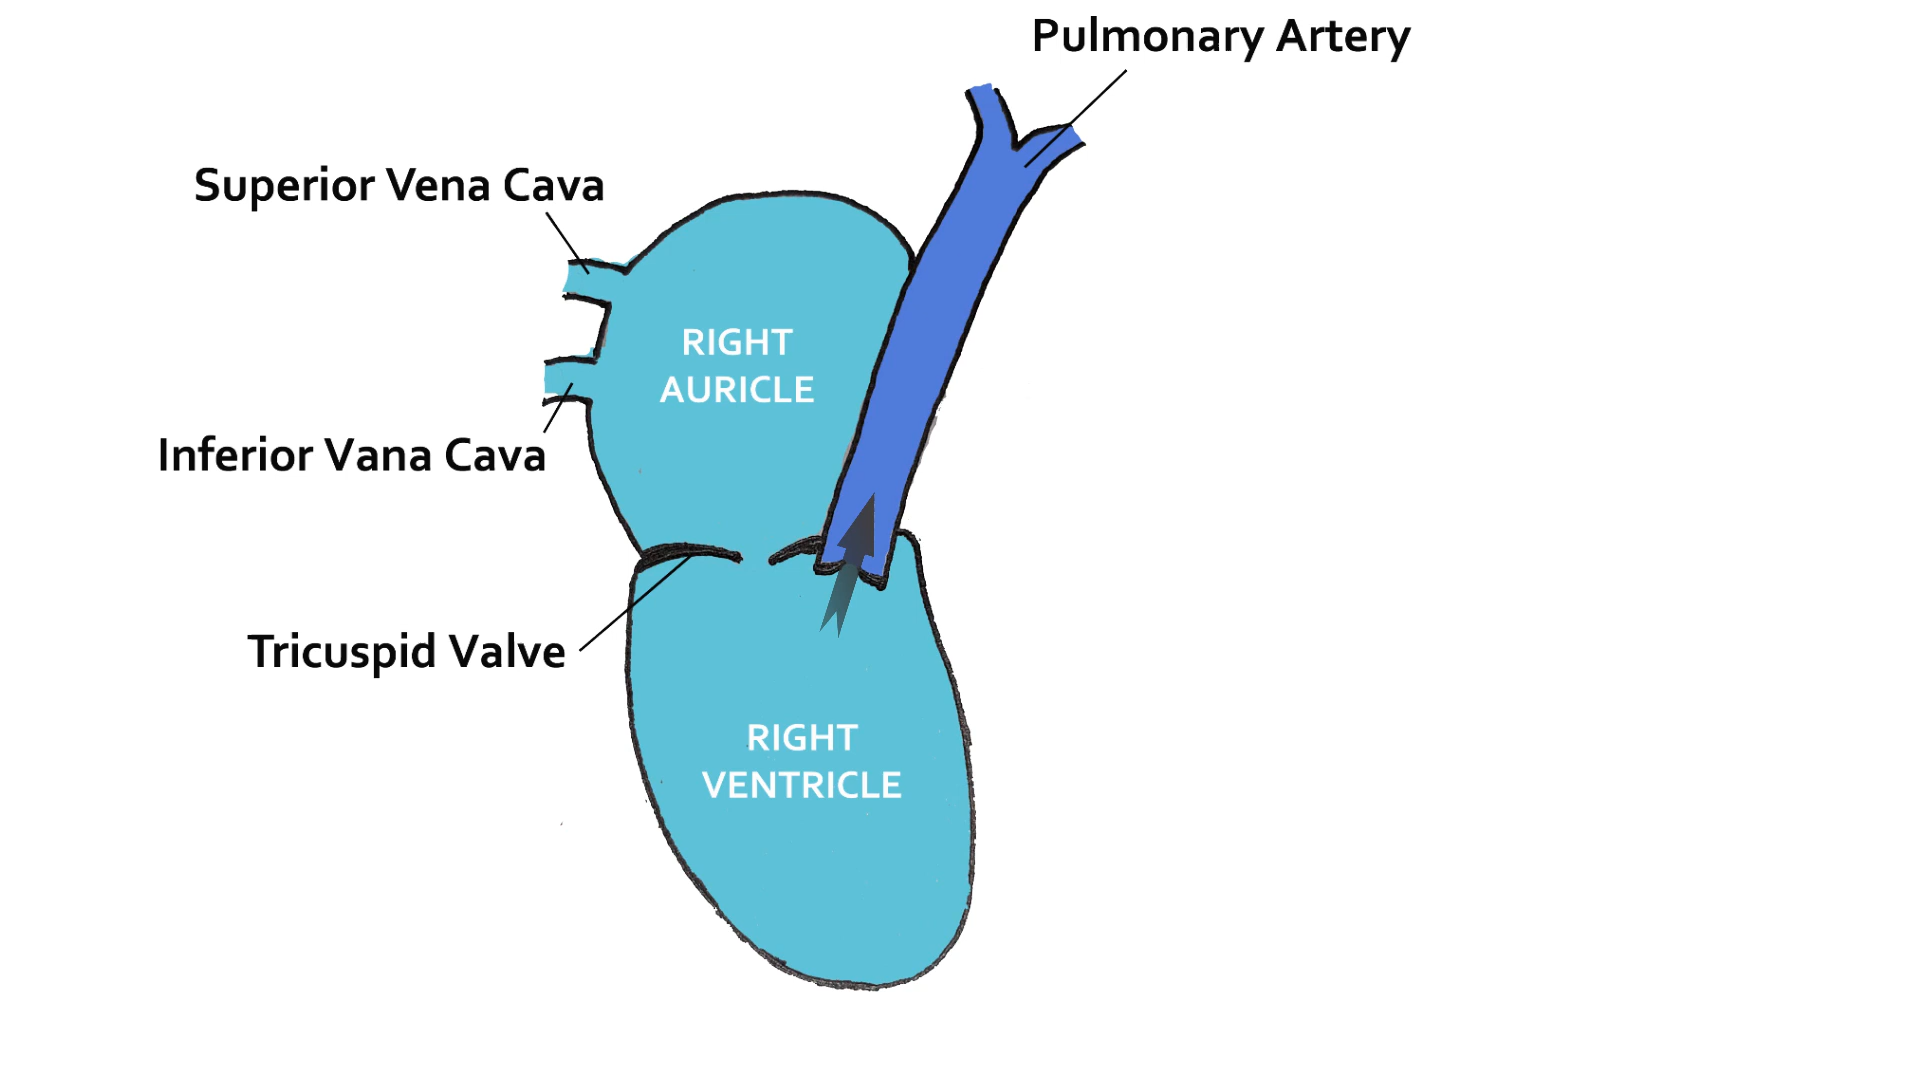 Pulmonary Artery
Superior Vena Cava
RIGHT
AURICLE
Inferior Vana Cava
Tricuspid Valve
RIGHT
VENTRICLE